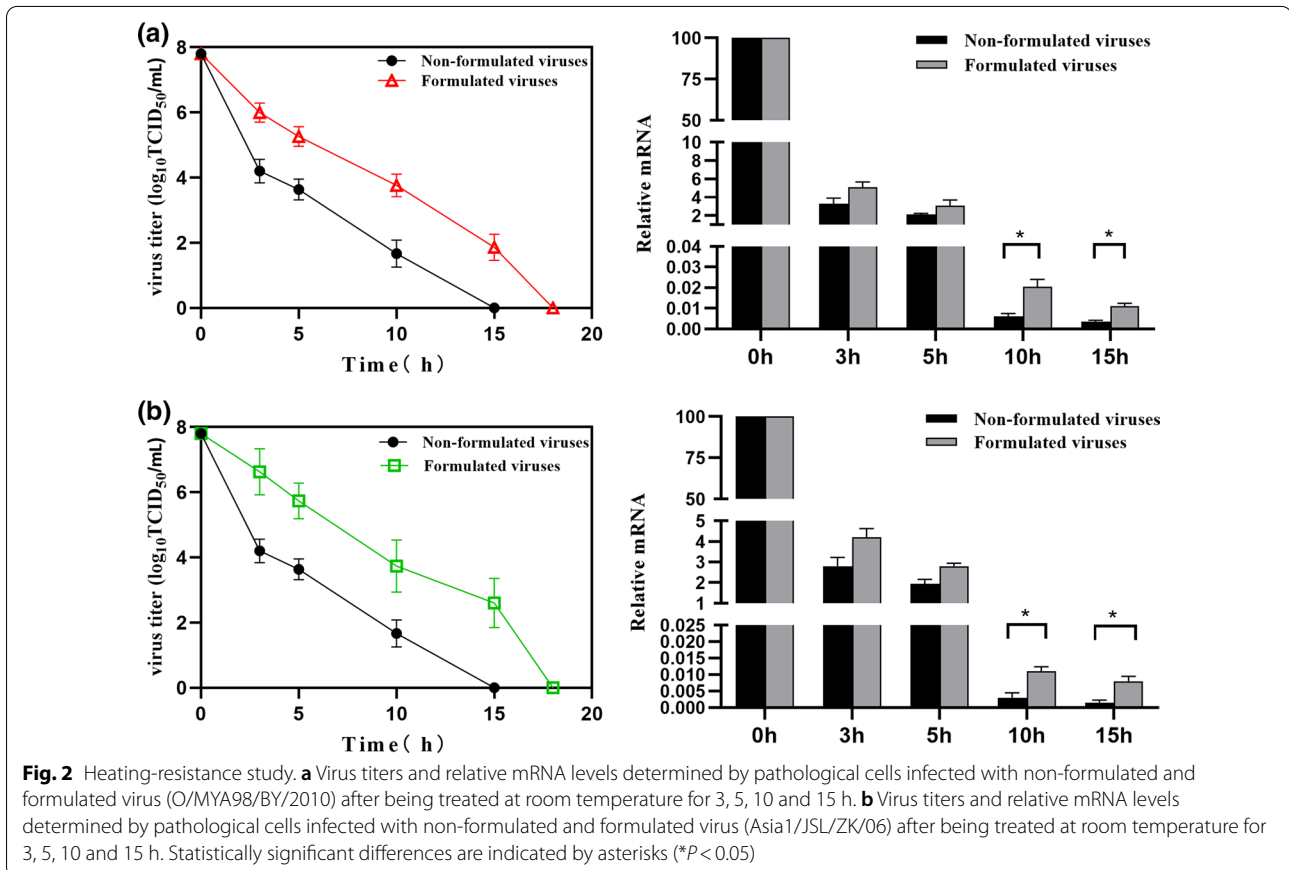 (a)
8
6
4
2
0
virus titer (log10TCID50/mL)
Non-formulated viruses
Formulated viruses
0 5 10 15 20
Time( h)
100
75
50
10
8
6
4
2
0.04
0.03
0.02
0.01
0.00
Relative mRNA
Non-formulated viruses
Formulated viruses
* *
0h 3h 5h 10h 15h
(b)
8
6
4
2
0
virus titer (log10TCID50/mL)
Non-formulated viruses
Formulated viruses
0 5 10 15 20
Time( h)
100
75
50
5
4
3
2
1
0.025
0.020
0.015
0.010
0.005
0.000
Relative mRNA
Non-formulated viruses
Formulated viruses
* *
0h 3h 5h 10h 15h
Fig. 2 Heating-resistance study. a Virus titers and relative mRNA levels determined by pathological cells infected with non-formulated and
formulated virus (O/MYA98/BY/2010) after being treated at room temperature for 3, 5, 10 and 15 h. b Virus titers and relative mRNA levels
determined by pathological cells infected with non-formulated and formulated virus (Asia1/JSL/ZK/06) after being treated at room temperature for
3, 5, 10 and 15 h. Statistically significant differences are indicated by asterisks (*P < 0.05)